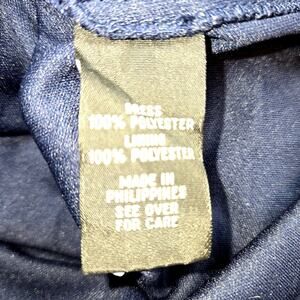 DRESS
100% POLYESTER
LINING
100% POLYESTER
MADE IN
PHILIPPINES
SEE OVER
FOR CARE